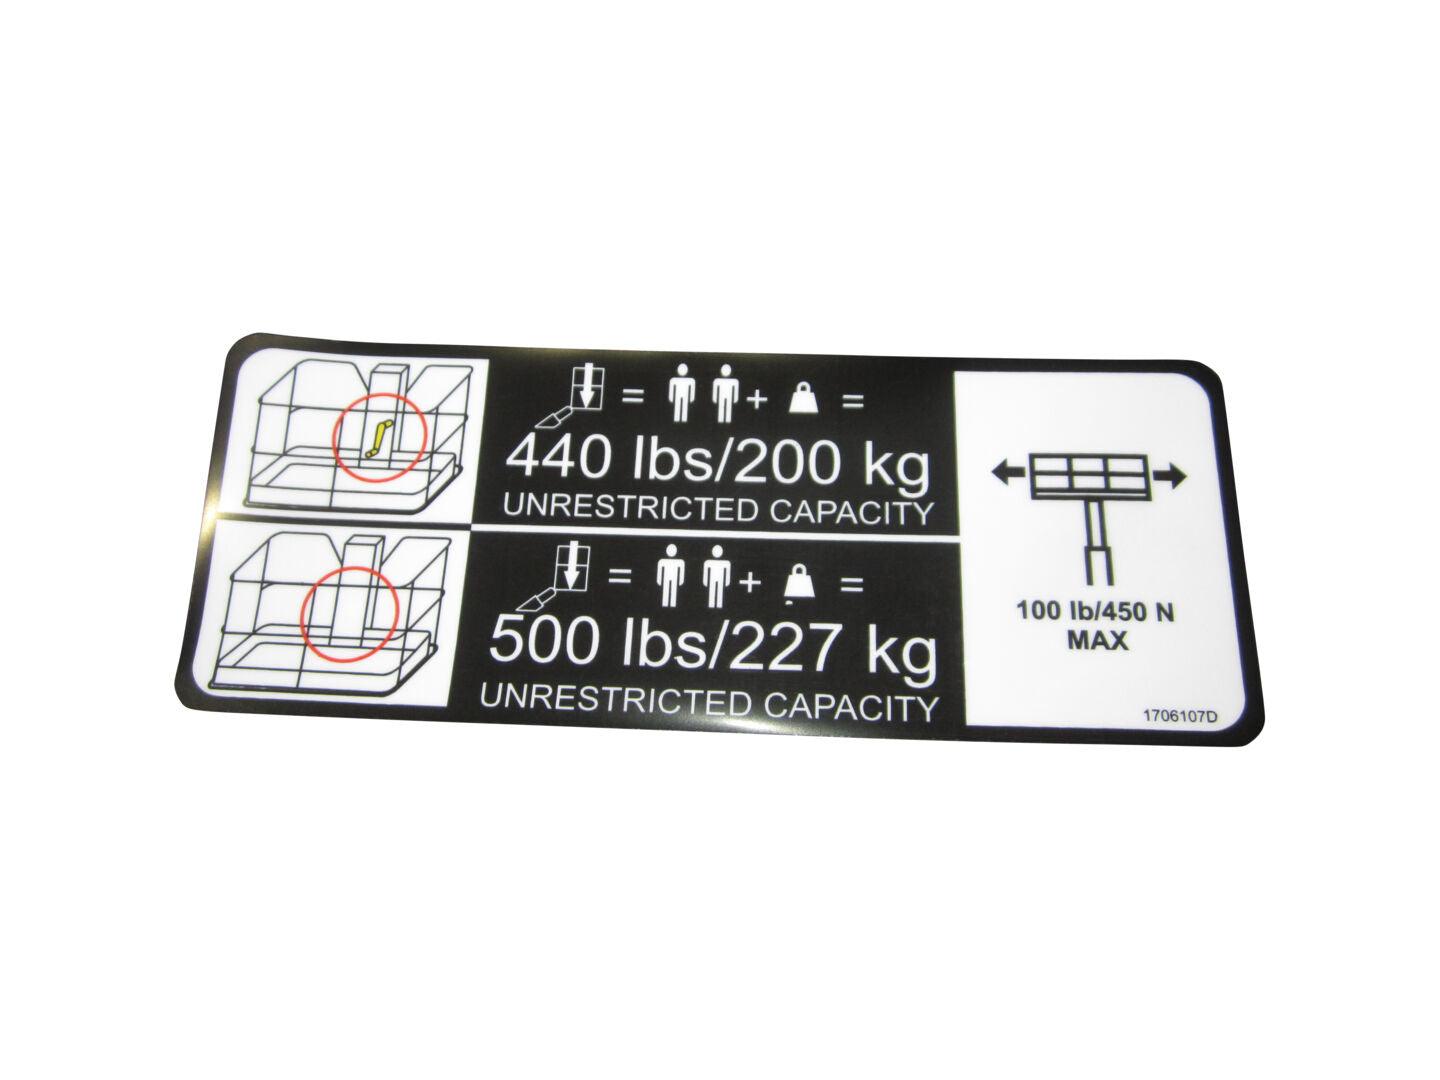 = + =
440 lbs/200 kg
UNRESTRICTED CAPACITY
= + =
500 lbs/227 kg
UNRESTRICTED CAPACITY
100 lb/450 N
MAX
1706107D